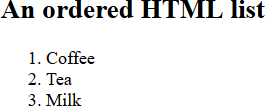 An ordered HTML list
1. Coffee
2. Tea
3. Milk